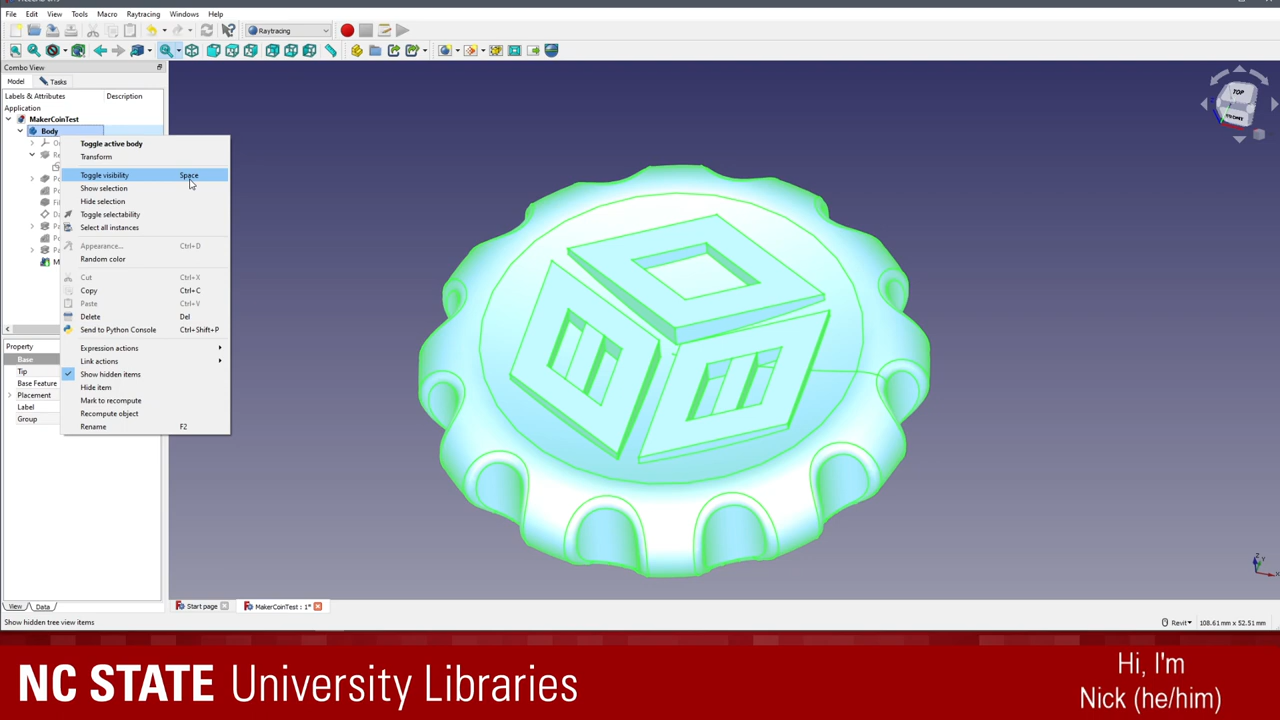 File Edit View Tools Macro Raytracing Windows Help
Raytracing
Combo View
Model Tasks
Labels & Attributes Description
Application
MakerCoinTest
Body
Toggle active body
Transform
Toggle visibility Space
Show selection
Hide selection
Toggle selectability
Select all instances
Appearance... Ctrl+D
Random color
Cut Ctrl+X
Copy Ctrl+C
Paste Ctrl+V
Delete Del
Send to Python Console Ctrl+Shift+P
Expression actions
Link actions
Show hidden items
Hide item
Mark to recompute
Recompute object
Rename F2
Property
Base
Tip
Base Feature
Placement
Label
Group
TOP
FRONT
Z
Y
X
View Data
Start page
MakerCoinTest : 1*
Show hidden tree view items
Revit
108.61 mm x 52.51 mm
NC STATE University Libraries
Hi, I'm
Nick (he/him)